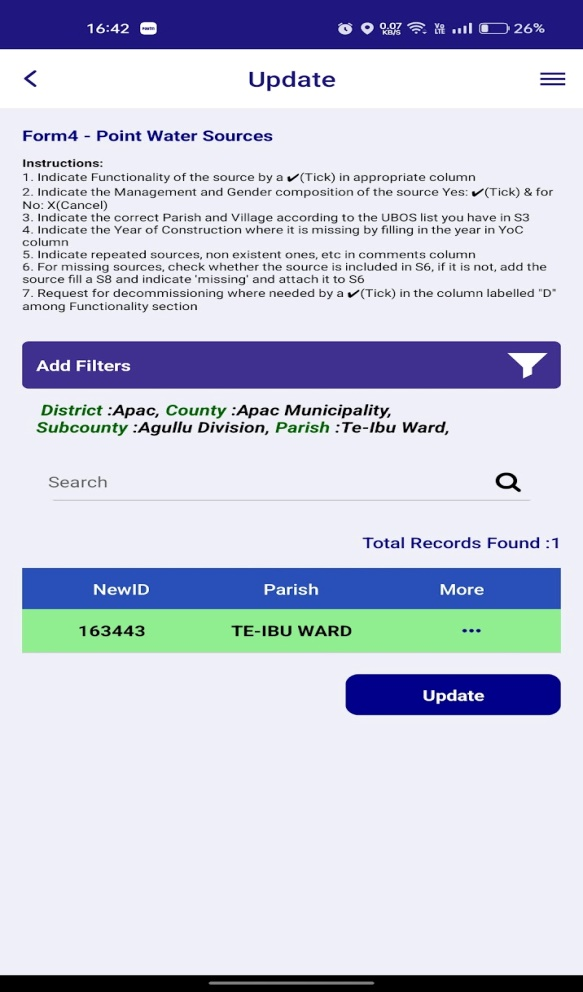 16:42 0.07 KB/S Vo LTE 26%
Update
Form4 - Point Water Sources
Instructions:
1. Indicate Functionality of the source by a ✔(Tick) in appropriate column
2. Indicate the Management and Gender composition of the source Yes: ✔(Tick) & for
No: X(Cancel)
3. Indicate the correct Parish and Village according to the UBOS list you have in S3
4. Indicate the Year of Construction where it is missing by filling in the year in YoC
column
5. Indicate repeated sources, non existent ones, etc in comments column
6. For missing sources, check whether the source is included in S6, if it is not, add the
source fill a S8 and indicate 'missing' and attach it to S6
7. Request for decommissioning where needed by a ✔(Tick) in the column labelled "D"
among Functionality section
Add Filters
District :Apac, County :Apac Municipality,
Subcounty :Agullu Division, Parish :Te-Ibu Ward,
Search
Total Records Found :1
NewID Parish More
163443 TE-IBU WARD ...
Update